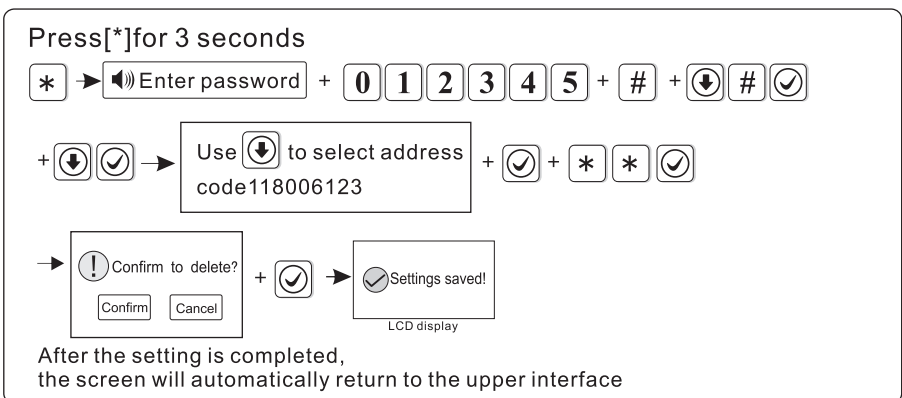 Press[*]for 3 seconds
* Enter password + 0 1 2 3 4 5 + # + #
+ Use to select address + + * *
code118006123
! Confirm to delete? + Settings saved!
Confirm Cancel
LCD display
After the setting is completed,
the screen will automatically return to the upper interface